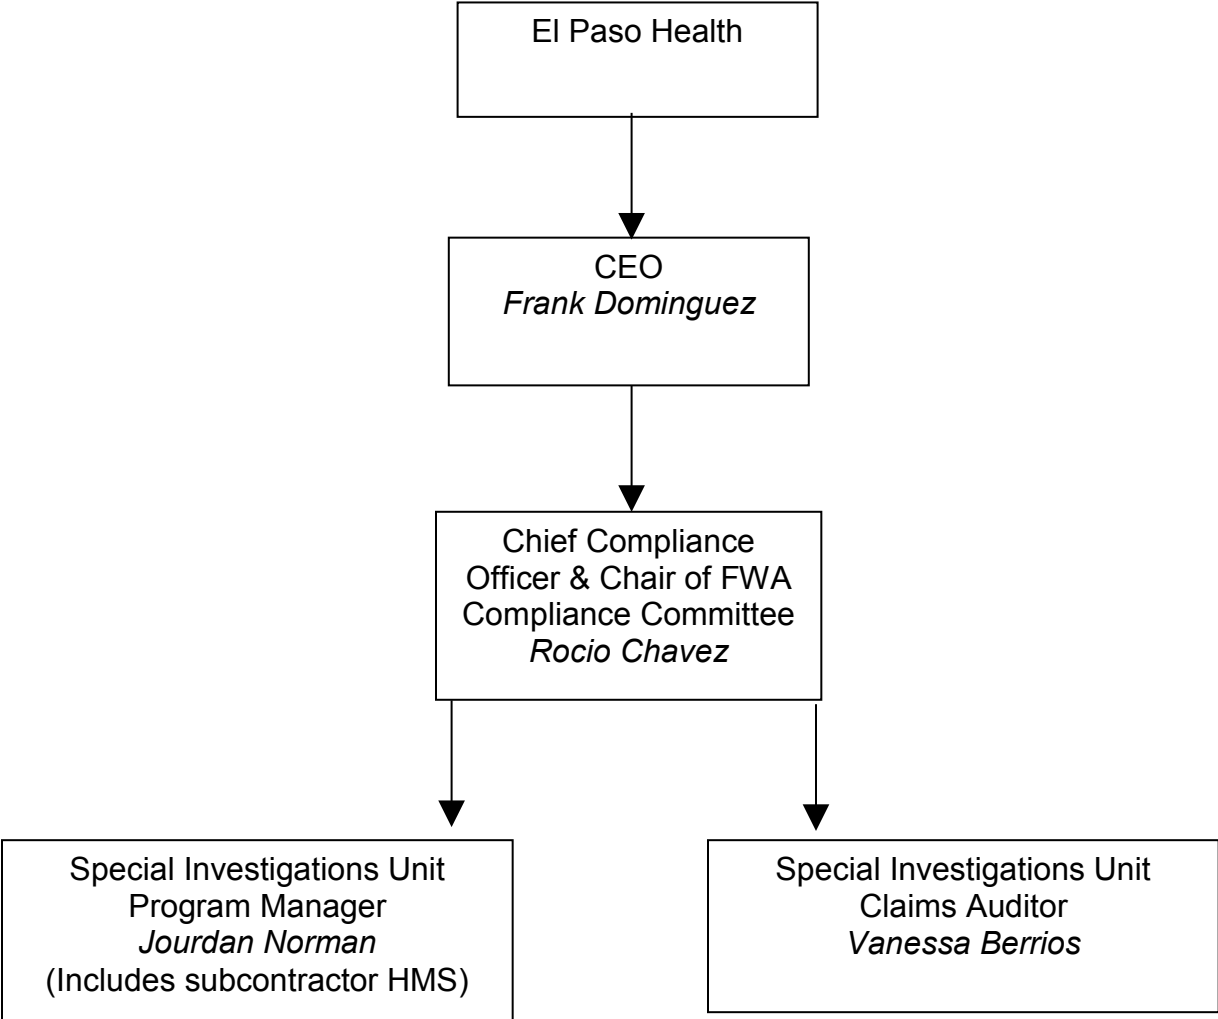 El Paso Health
CEO
Frank Dominguez
Chief Compliance
Officer & Chair of FWA
Compliance Committee
Rocio Chavez
Special Investigations Unit
Program Manager
Jourdan Norman
(Includes subcontractor HMS)
Special Investigations Unit
Claims Auditor
Vanessa Berrios